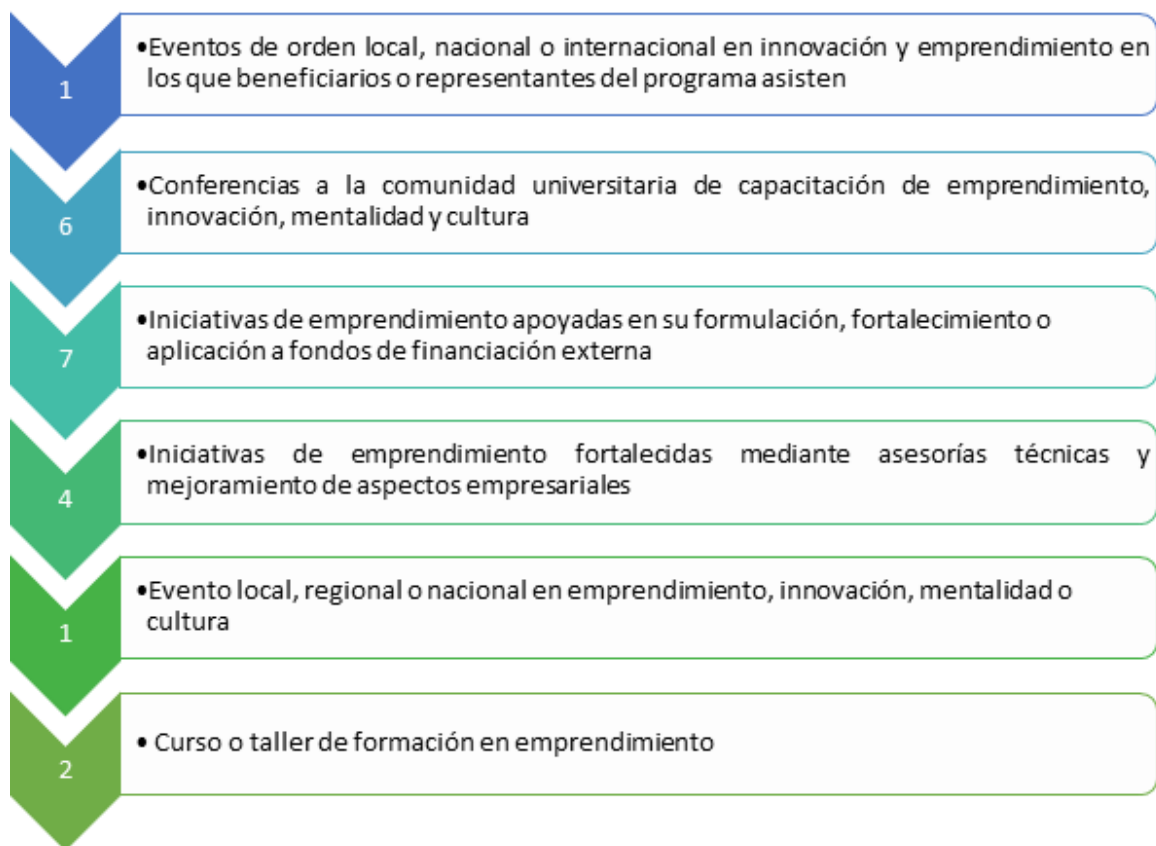 1
•Eventos de orden local, nacional o internacional en innovación y emprendimiento en
los que beneficiarios o representantes del programa asisten
6
•Conferencias a la comunidad universitaria de capacitación de emprendimiento,
innovación, mentalidad y cultura
7
•Iniciativas de emprendimiento apoyadas en su formulación, fortalecimiento o
aplicación a fondos de financiación externa
4
•Iniciativas de emprendimiento fortalecidas mediante asesorías técnicas y
mejoramiento de aspectos empresariales
1
•Evento local, regional o nacional en emprendimiento, innovación, mentalidad o
cultura
2
• Curso o taller de formación en emprendimiento